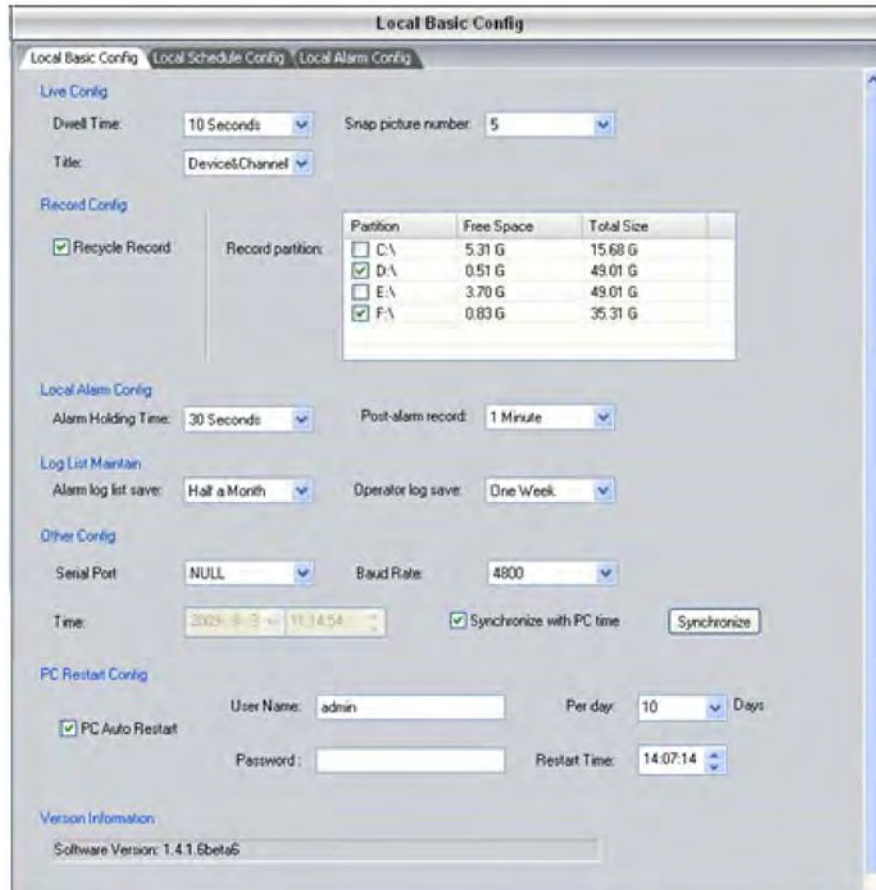 Local Basic Config
Local Basic Config Local Schedule Config Local Alarm Config
Live Config
Dwell Time: 10 Seconds Snap picture number: 5
Title: Device&Channel
Record Config
Partition Free Space Total Size
Recycle Record Record partition: C:\ 5.31 G 15.68 G
D:\ 0.51 G 49.01 G
E:\ 3.70 G 49.01 G
F:\ 0.83 G 35.31 G
Local Alarm Config
Alarm Holding Time: 30 Seconds Post-alarm record: 1 Minute
Log List Maintain
Alarm log list save: Half a Month Operator log save: One Week
Other Config
Serial Port NULL Baud Rate: 4800
Time: 11:14:54 Synchronize with PC time Synchronize
PC Restart Config
User Name: admin Per day: 10 Days
PC Auto Restart
Password : Restart Time: 14:07:14
Version Information
Software Version: 1.4.1.6beta6